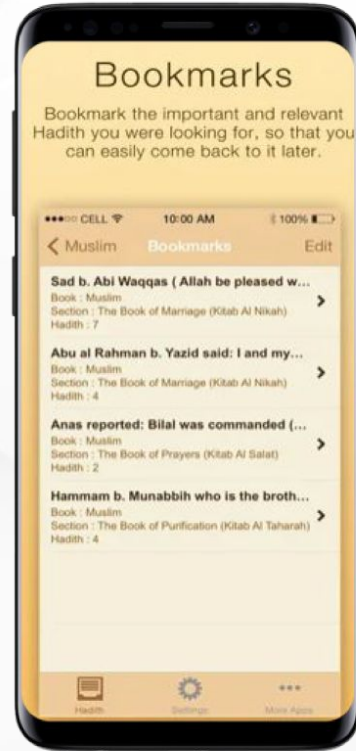 Bookmarks
Bookmark the important and relevant
Hadith you were looking for, so that you
can easily come back to it later.
CELL 10:00 AM 100%
Muslim Bookmarks Edit
Sad b. Abi Waqqas ( Allah be pleased w...
Book : Muslim
Section : The Book of Marriage (Kitab Al Nikah)
Hadith : 7
Abu al Rahman b. Yazid said: I and my...
Book : Muslim
Section : The Book of Marriage (Kitab Al Nikah)
Hadith : 4
Anas reported: Bilal was commanded (...
Book : Muslim
Section : The Book of Prayers (Kitab Al Salat)
Hadith : 2
Hammam b. Munabbih who is the broth...
Book : Muslim
Section : The Book of Purification (Kitab Al Taharah)
Hadith : 4
Hadith Settings More Apps